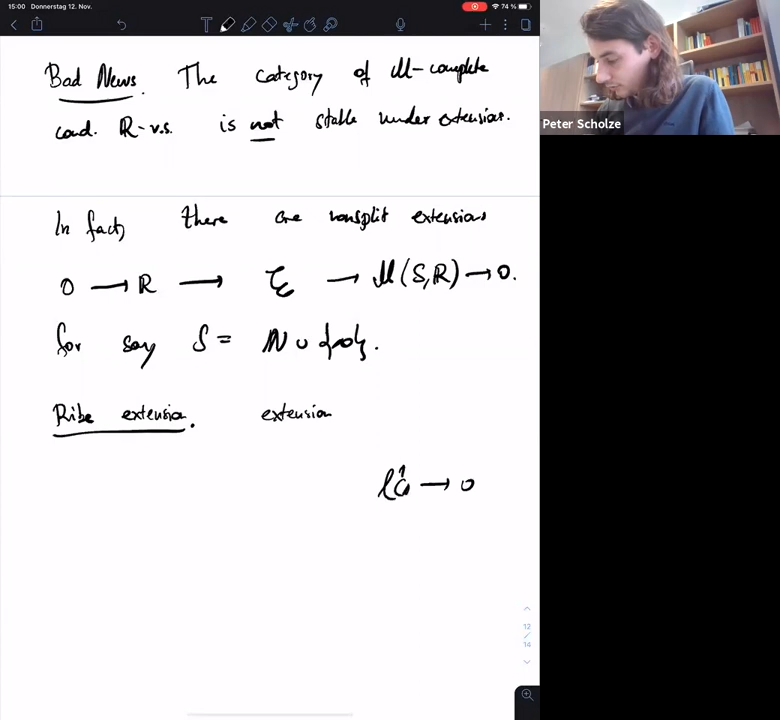 15:00 Donnerstag 12. Nov.
74 %
Peter Scholze
Bad News. The category of M-complete
cond. R-v.s. is not stable under extensions.
In fact, there are nonsplit extensions
0 → R → E → M(S,R) → 0.
for say S = N ∪ {∞}.
Ribe extension. extension
→ 0
12
/
14